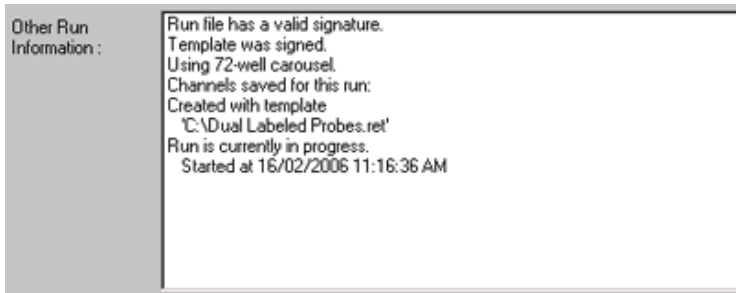 Other Run
Information :
Run file has a valid signature.
Template was signed.
Using 72-well carousel.
Channels saved for this run:
Created with template
'C:\Dual Labeled Probes.ret'
Run is currently in progress.
Started at 16/02/2006 11:16:36 AM